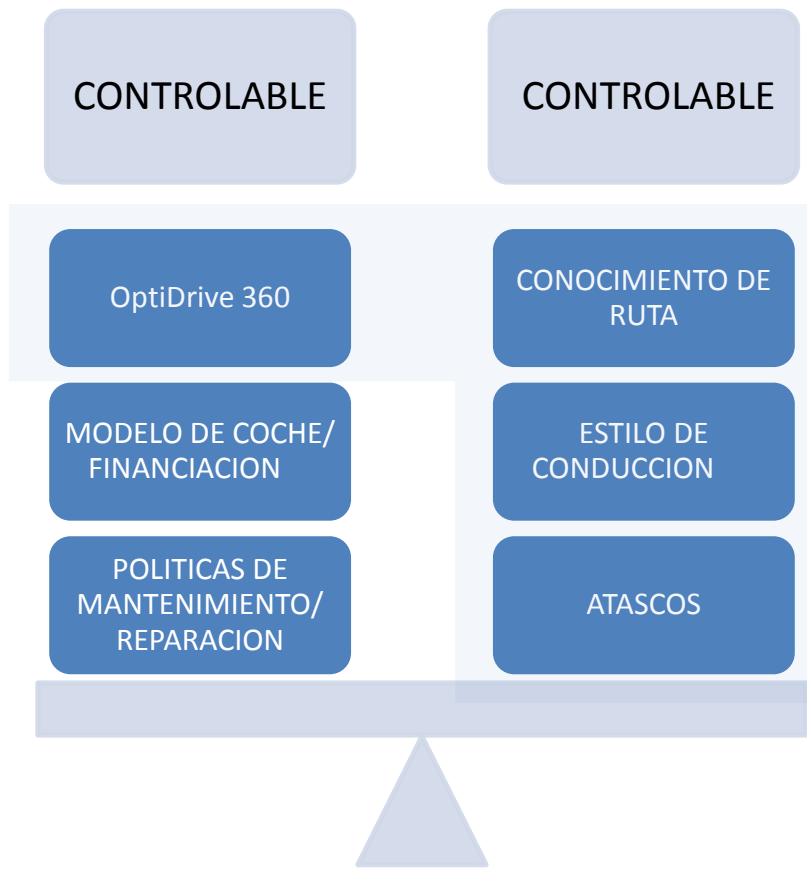 CONTROLABLE
CONTROLABLE
OptiDrive 360
CONOCIMIENTO DE
RUTA
MODELO DE COCHE/
FINANCIACION
ESTILO DE
CONDUCCION
POLITICAS DE
MANTENIMIENTO/
REPARACION
ATASCOS